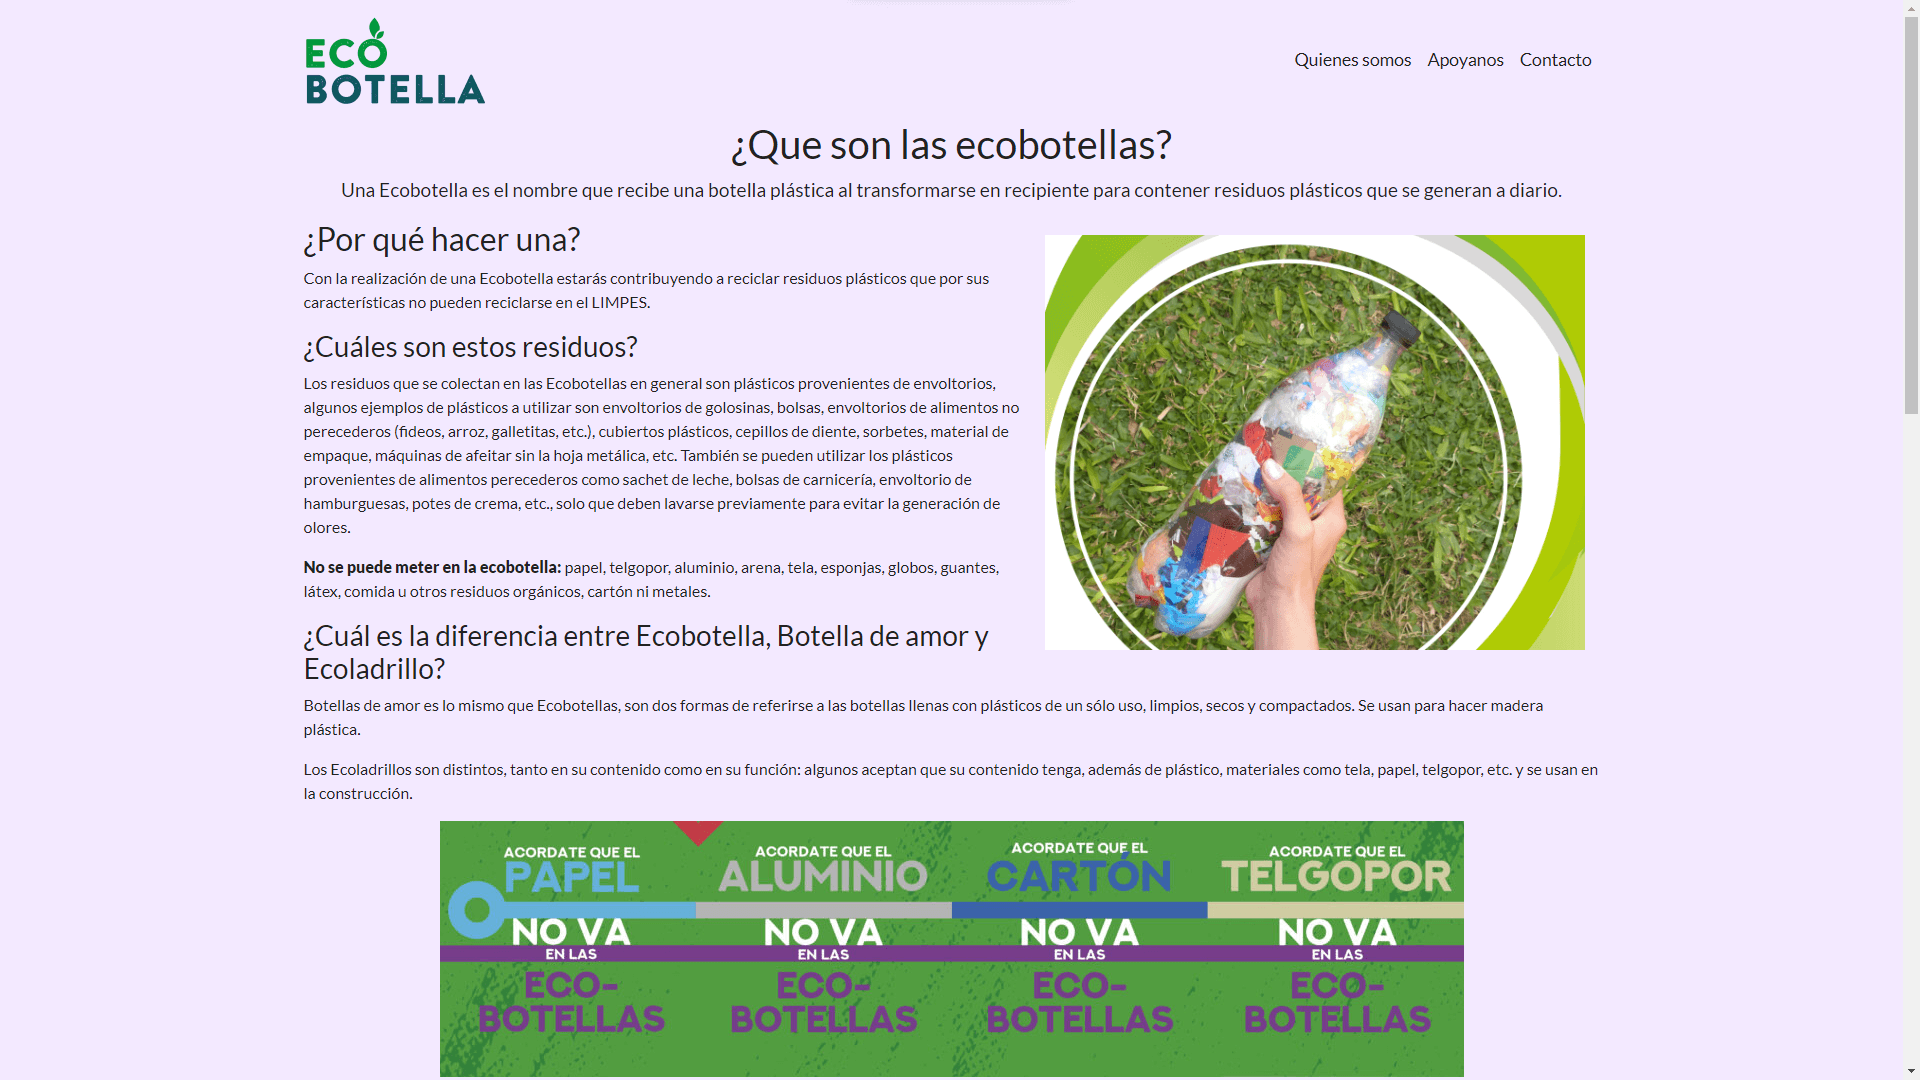 ECO
BOTELLA
Quienes somos Apoyanos Contacto
¿Que son las ecobotellas?
Una Ecobotella es el nombre que recibe una botella plástica al transformarse en recipiente para contener residuos plásticos que se generan a diario.
¿Por qué hacer una?
Con la realización de una Ecobotella estarás contribuyendo a reciclar residuos plásticos que por sus
características no pueden reciclarse en el LIMPES.
¿Cuáles son estos residuos?
Los residuos que se colectan en las Ecobotellas en general son plásticos provenientes de envoltorios,
algunos ejemplos de plásticos a utilizar son envoltorios de golosinas, bolsas, envoltorios de alimentos no
perecederos (fideos, arroz, galletitas, etc.), cubiertos plásticos, cepillos de diente, sorbetes, material de
empaque, máquinas de afeitar sin la hoja metálica, etc. También se pueden utilizar los plásticos
provenientes de alimentos perecederos como sachet de leche, bolsas de carnicería, envoltorio de
hamburguesas, potes de crema, etc., solo que deben lavarse previamente para evitar la generación de
olores.
No se puede meter en la ecobotella: papel, telgopor, aluminio, arena, tela, esponjas, globos, guantes,
látex, comida u otros residuos orgánicos, cartón ni metales.
¿Cuál es la diferencia entre Ecobotella, Botella de amor y
Ecoladrillo?
Botellas de amor es lo mismo que Ecobotellas, son dos formas de referirse a las botellas llenas con plásticos de un sólo uso, limpios, secos y compactados. Se usan para hacer madera
plástica.
Los Ecoladrillos son distintos, tanto en su contenido como en su función: algunos aceptan que su contenido tenga, además de plástico, materiales como tela, papel, telgopor, etc. y se usan en
la construcción.
ACORDATE QUE EL
PAPEL
NO VA
EN LAS
ECO-
BOTELLAS
ACORDATE QUE EL
ALUMINIO
NO VA
EN LAS
ECO-
BOTELLAS
ACORDATE QUE EL
CARTÓN
NO VA
EN LAS
ECO-
BOTELLAS
ACORDATE QUE EL
TELGOPOR
NO VA
EN LAS
ECO-
BOTELLAS